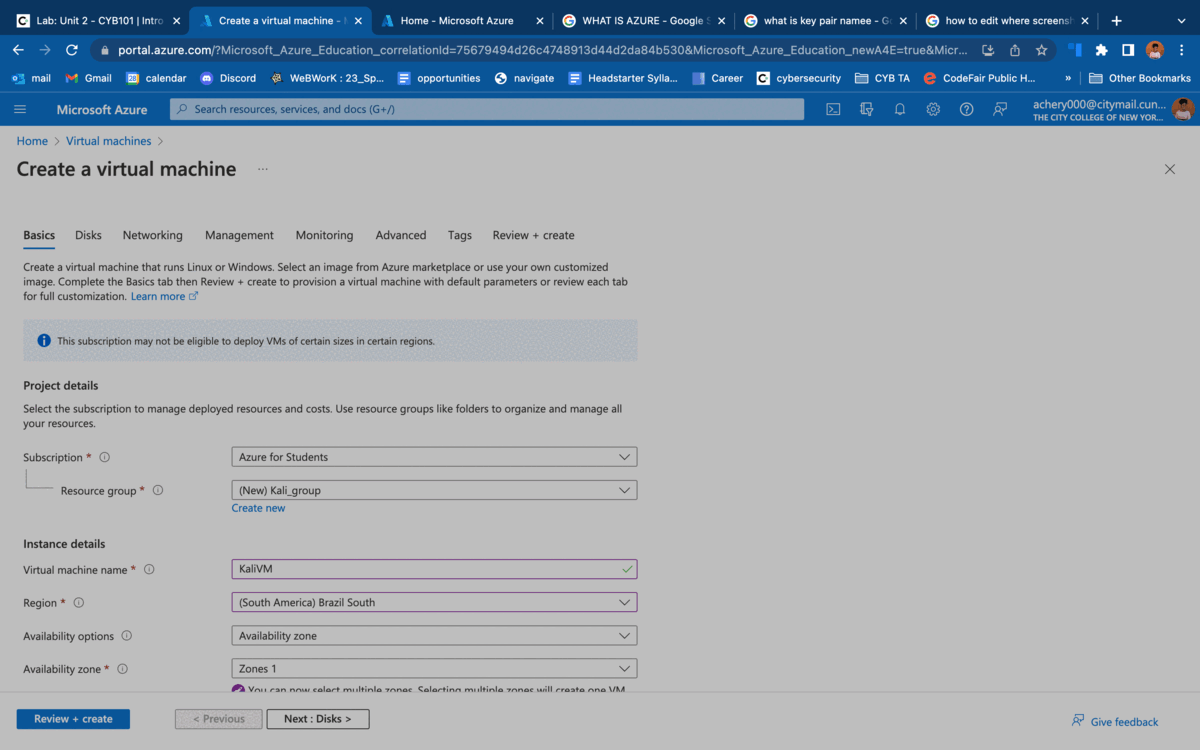 Lab: Unit 2 - CYB101 | Intro
Create a virtual machine -
Home - Microsoft Azure
WHAT IS AZURE - Google
what is key pair namee - G
how to edit where screensh
portal.azure.com/?Microsoft_Azure_Education_correlationId=75679494d26c4748913d44d2da84b530&Microsoft_Azure_Education_newA4E=true&Micr...
mail
Gmail
28
calendar
Discord
WeBWorK : 23_Sp...
opportunities
navigate
Headstarter Sylla...
Career
cybersecurity
CYB TA
CodeFair Public H...
»
Other Bookmarks
Microsoft Azure
Search resources, services, and docs (G+/)
achery000@citymail.cun...
THE CITY COLLEGE OF NEW YOR...
Home > Virtual machines >
Create a virtual machine ...
Basics
Disks
Networking
Management
Monitoring
Advanced
Tags
Review + create
Create a virtual machine that runs Linux or Windows. Select an image from Azure marketplace or use your own customized
image. Complete the Basics tab then Review + create to provision a virtual machine with default parameters or review each tab
for full customization. Learn more
This subscription may not be eligible to deploy VMs of certain sizes in certain regions.
Project details
Select the subscription to manage deployed resources and costs. Use resource groups like folders to organize and manage all
your resources.
Subscription *
Azure for Students
Resource group *
(New) Kali_group
Create new
Instance details
Virtual machine name *
KaliVM
Region *
(South America) Brazil South
Availability options
Availability zone
Availability zone *
Zones 1
You can now select multiple zones. Selecting multiple zones will create one VM
Review + create
< Previous
Next : Disks >
Give feedback